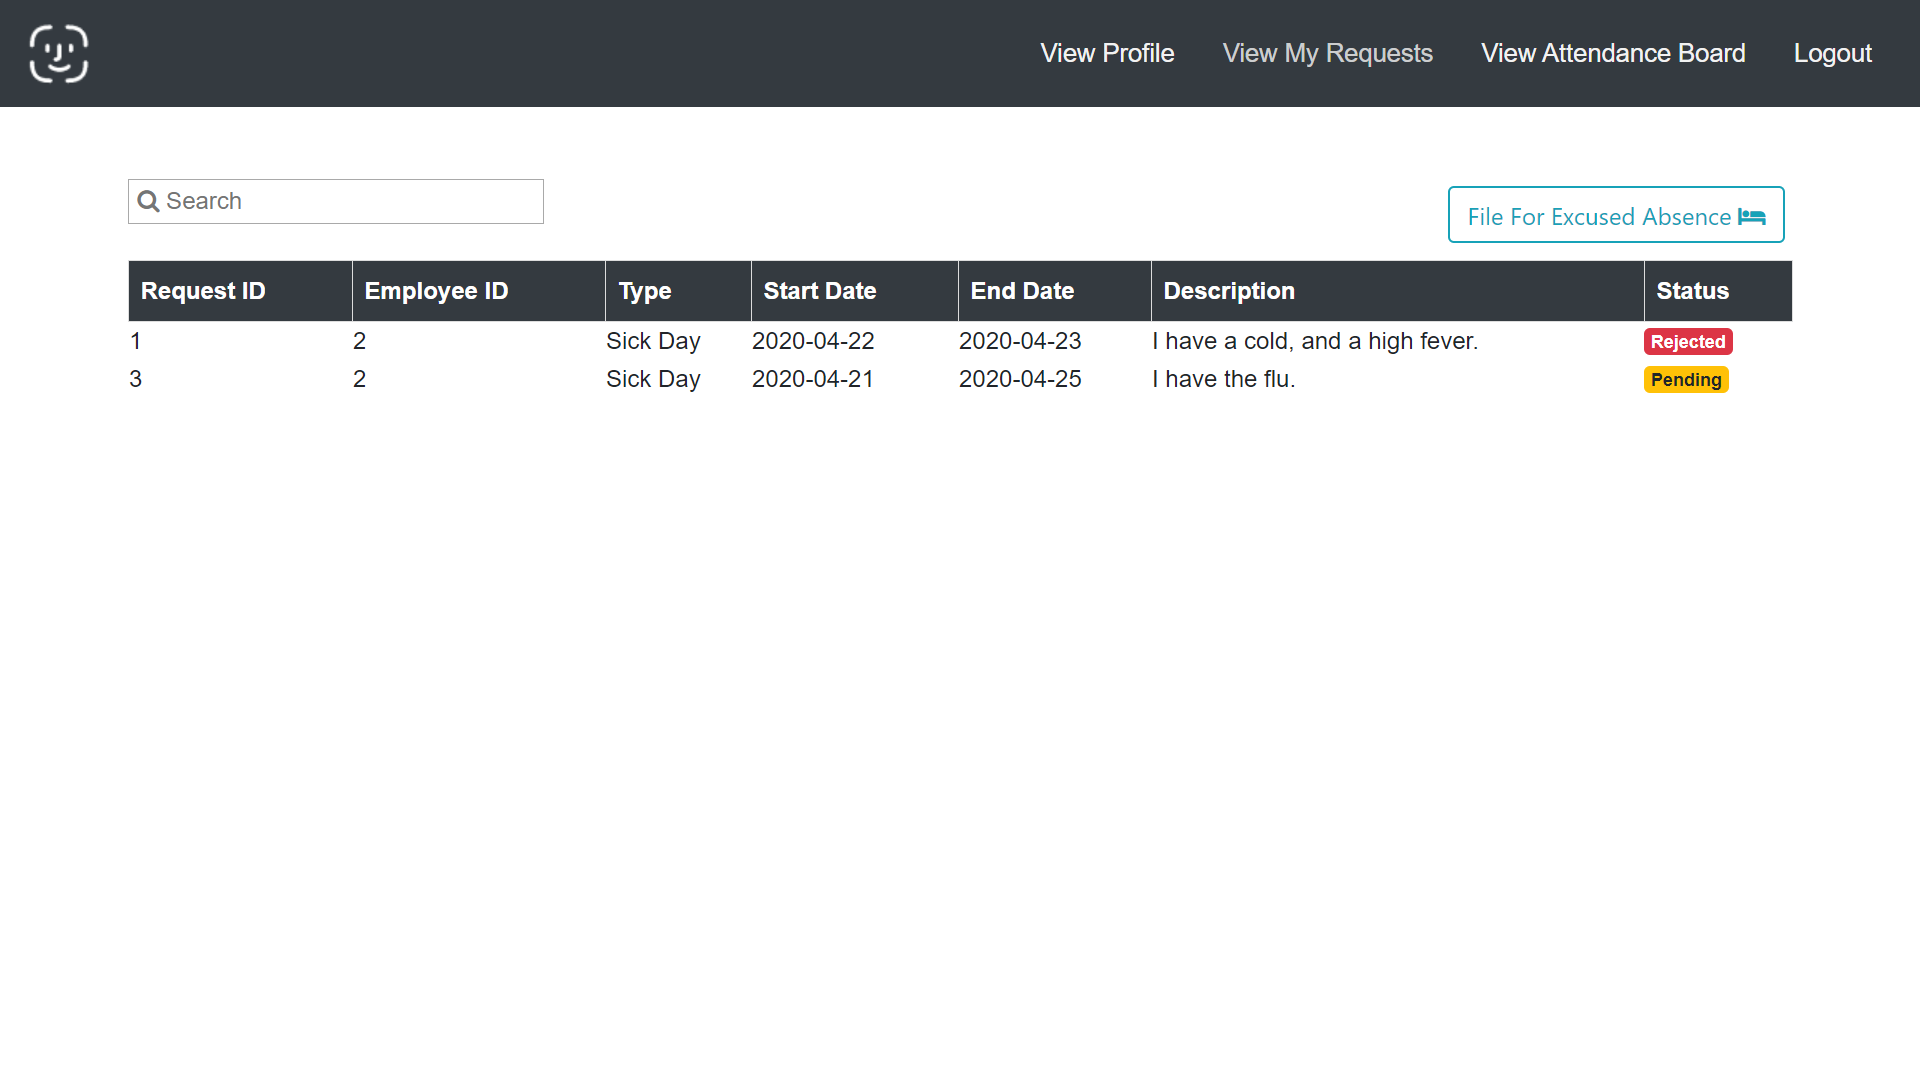 View Profile View My Requests View Attendance Board Logout
Search
File For Excused Absence
Request ID Employee ID Type Start Date End Date Description Status
1 2 Sick Day 2020-04-22 2020-04-23 I have a cold, and a high fever. Rejected
3 2 Sick Day 2020-04-21 2020-04-25 I have the flu. Pending